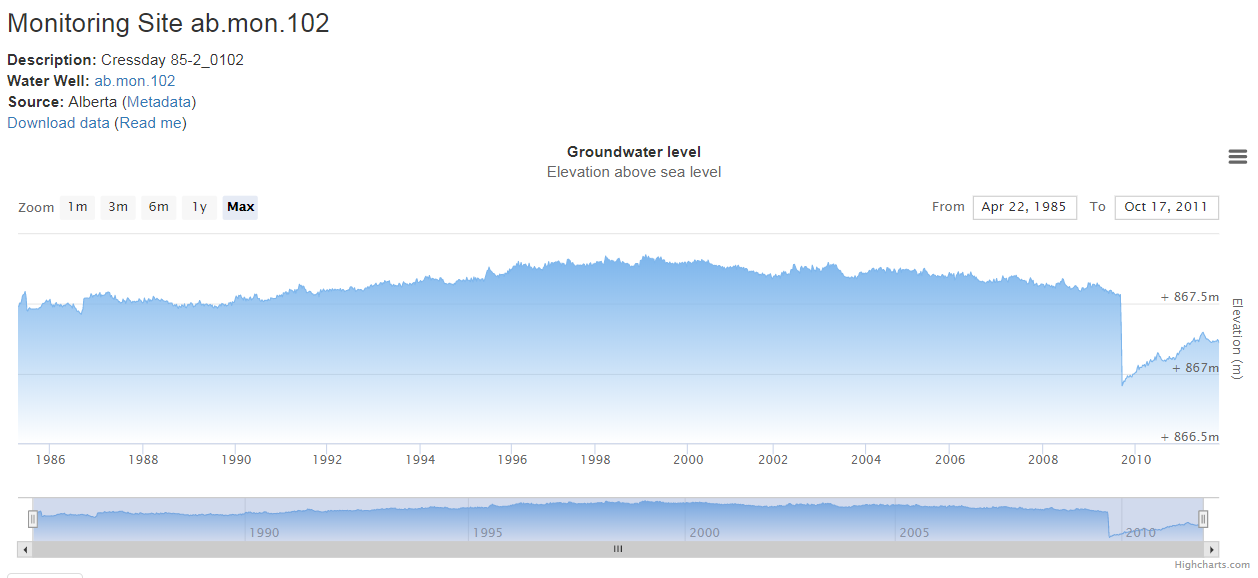 Monitoring Site ab.mon.102
Description: Cressday 85-2_0102
Water Well: ab.mon.102
Source: Alberta (Metadata)
Download data (Read me)
Groundwater level
Elevation above sea level
Zoom 1m 3m 6m 1y Max From Apr 22, 1985 To Oct 17, 2011
+ 867.5m
+ 867m
+ 866.5m
Elevation (m)
1986 1988 1990 1992 1994 1996 1998 2000 2002 2004 2006 2008 2010
1990 1995 2000 2005 2010
Highcharts.com